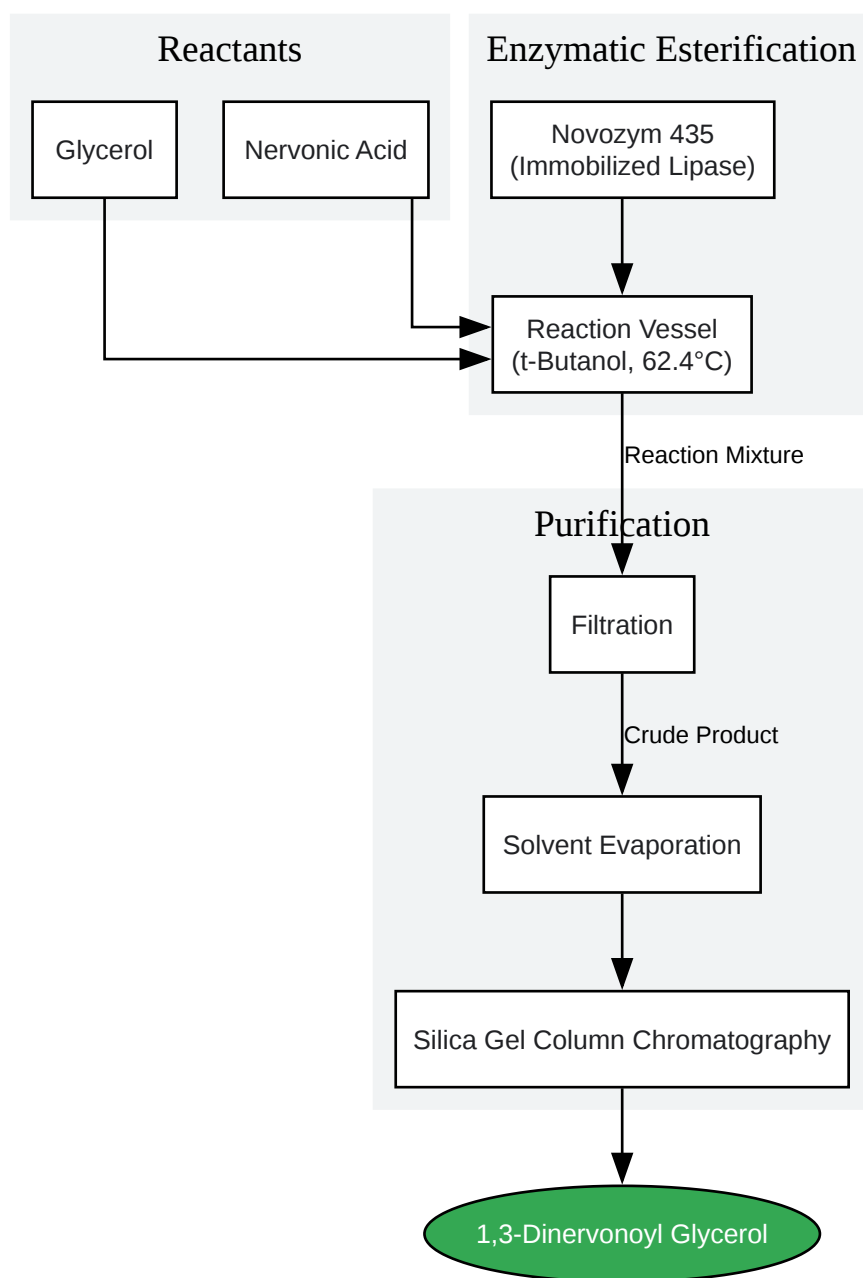 Reactants
Enzymatic Esterification
Glycerol
Nervonic Acid
Novozym 435
(Immobilized Lipase)
Reaction Vessel
(t-Butanol, 62.4°C)
Reaction Mixture
Purification
Filtration
Crude Product
Solvent Evaporation
Silica Gel Column Chromatography
1,3-Dinervonoyl Glycerol